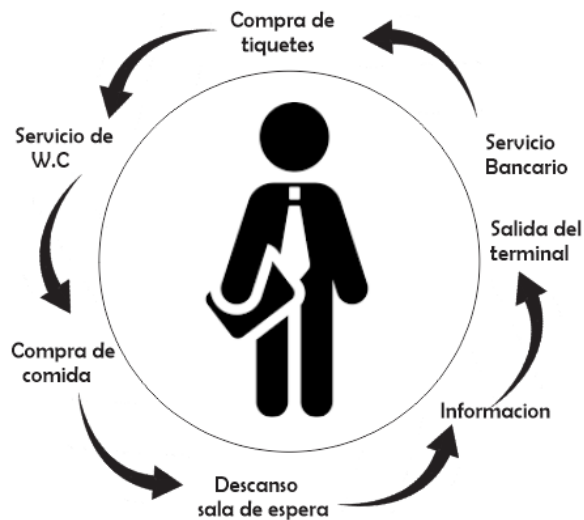 Compra de
tiquetes
Servicio de
W.C
Compra de
comida
Descanso
sala de espera
Informacion
Salida del
terminal
Servicio
Bancario